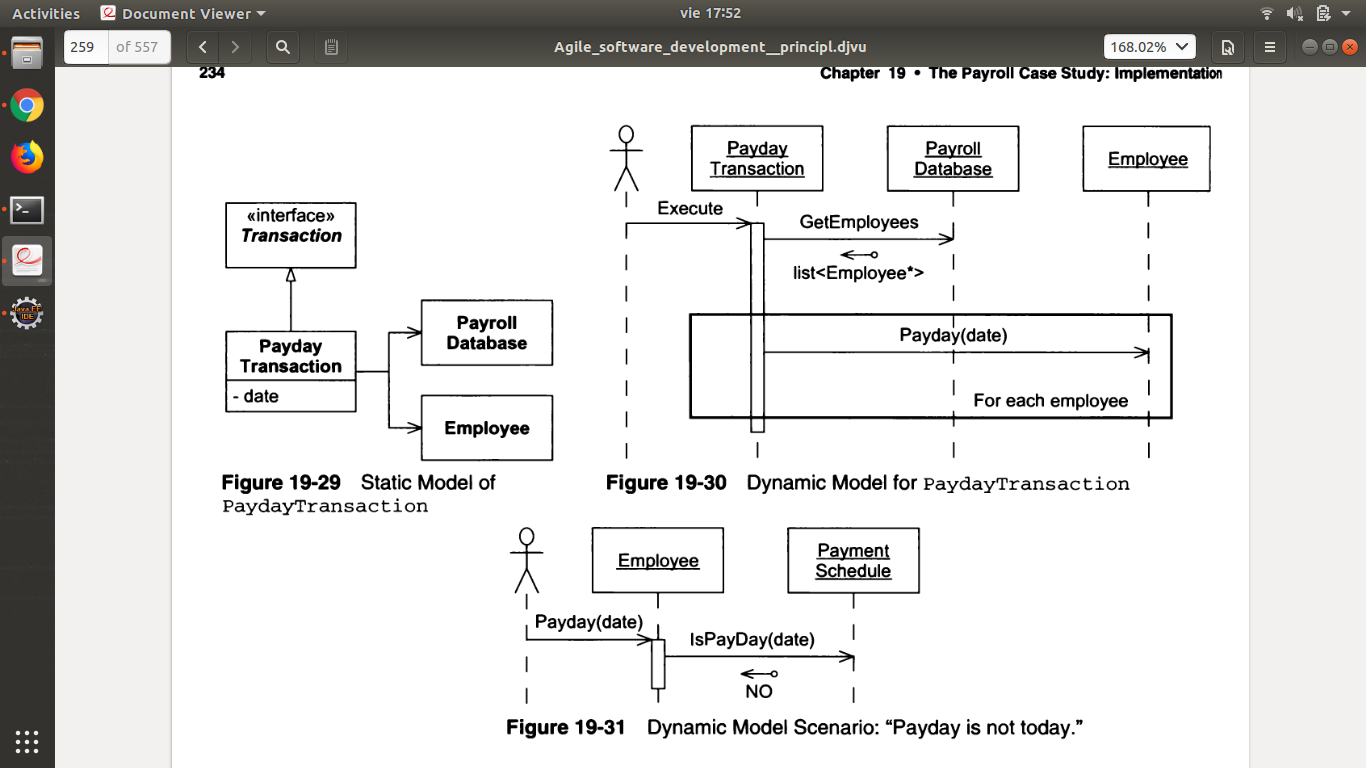 Activities Document Viewer vie 17:52
259 of 557 Agile_software_development__principl.djvu 168.02%
234 Chapter 19 • The Payroll Case Study: Implementation
«interface»
Transaction
Payday
Transaction
- date
Payroll
Database
Employee
Figure 19-29 Static Model of
PaydayTransaction
Payday
Transaction
Payroll
Database
Employee
Execute
GetEmployees
list<Employee*>
Payday(date)
For each employee
Figure 19-30 Dynamic Model for PaydayTransaction
Employee
Payment
Schedule
Payday(date)
IsPayDay(date)
NO
Figure 19-31 Dynamic Model Scenario: “Payday is not today.”